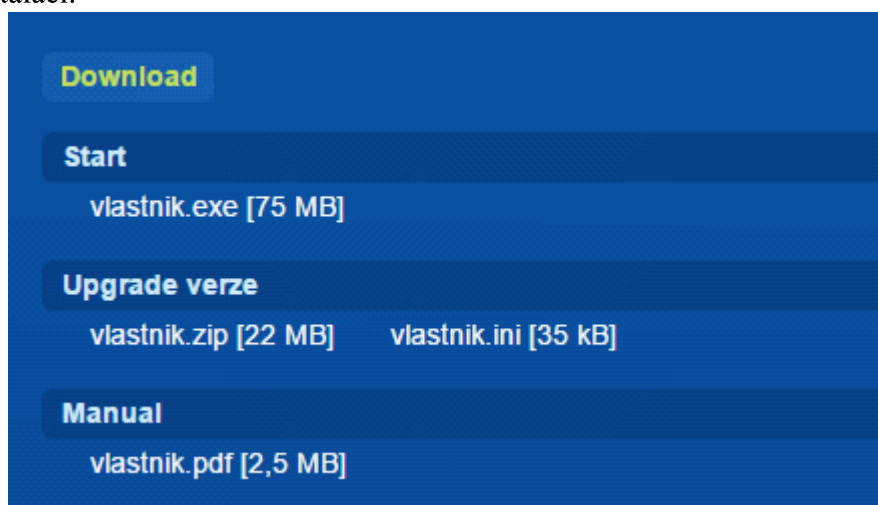 Download
Start
vlastnik.exe [75 MB]
Upgrade verze
vlastnik.zip [22 MB] vlastnik.ini [35 kB]
Manual
vlastnik.pdf [2,5 MB]